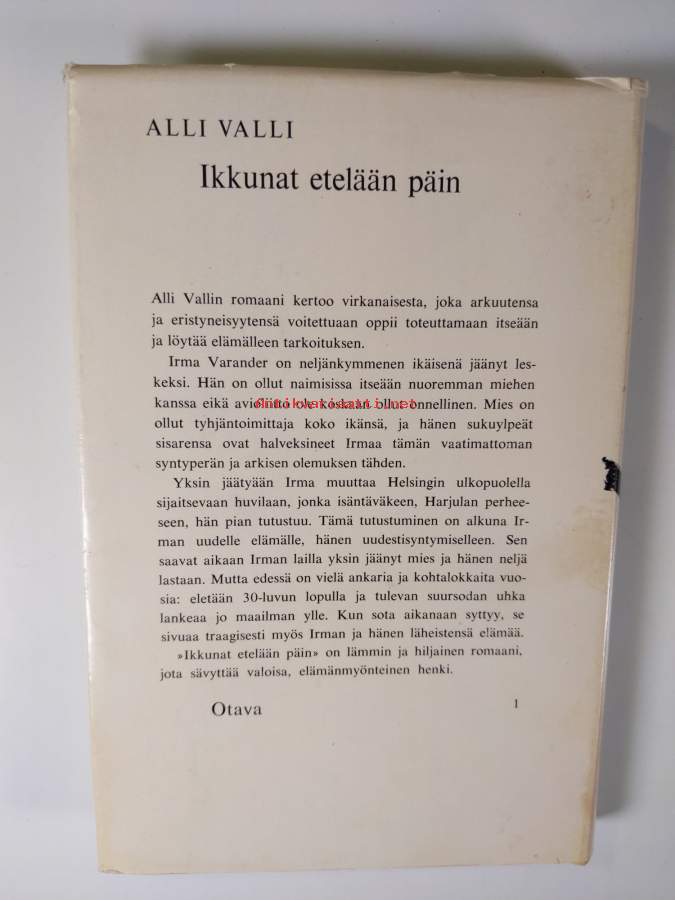 ALLI VALLI
Ikkunat etelään päin
Alli Vallin romaani kertoo virkanaisesta, joka arkuutensa
ja eristyneisyytensä voitettuaan oppii toteuttamaan itseään
ja löytää elämälleen tarkoituksen.
Irma Varander on neljänkymmenen ikäisenä jäänyt les-
keksi. Hän on ollut naimisissa itseään nuoremman miehen
kanssa eikä avioliitto ole koskaan ollut onnellinen. Mies on
Antikvariaatti.net
ollut tyhjäntoimittaja koko ikänsä, ja hänen sukuylpeät
sisarensa ovat halveksineet Irmaa tämän vaatimattoman
syntyperän ja arkisen olemuksen tähden.
Yksin jäätyään Irma muuttaa Helsingin ulkopuolella
sijaitsevaan huvilaan, jonka isäntäväkeen, Harjulan perhee-
seen, hän pian tutustuu. Tämä tutustuminen on alkuna Ir-
man uudelle elämälle, hänen uudestisyntymiselleen. Sen
saavat aikaan Irman lailla yksin jäänyt mies ja hänen neljä
lastaan. Mutta edessä on vielä ankaria ja kohtalokkaita vuo-
sia: eletään 30-luvun lopulla ja tulevan suursodan uhka
lankeaa jo maailman ylle. Kun sota aikanaan syttyy, se
sivuaa traagisesti myös Irman ja hänen läheistensä elämää.
»Ikkunat etelään päin» on lämmin ja hiljainen romaani,
jota sävyttää valoisa, elämänmyönteinen henki.
Otava 1